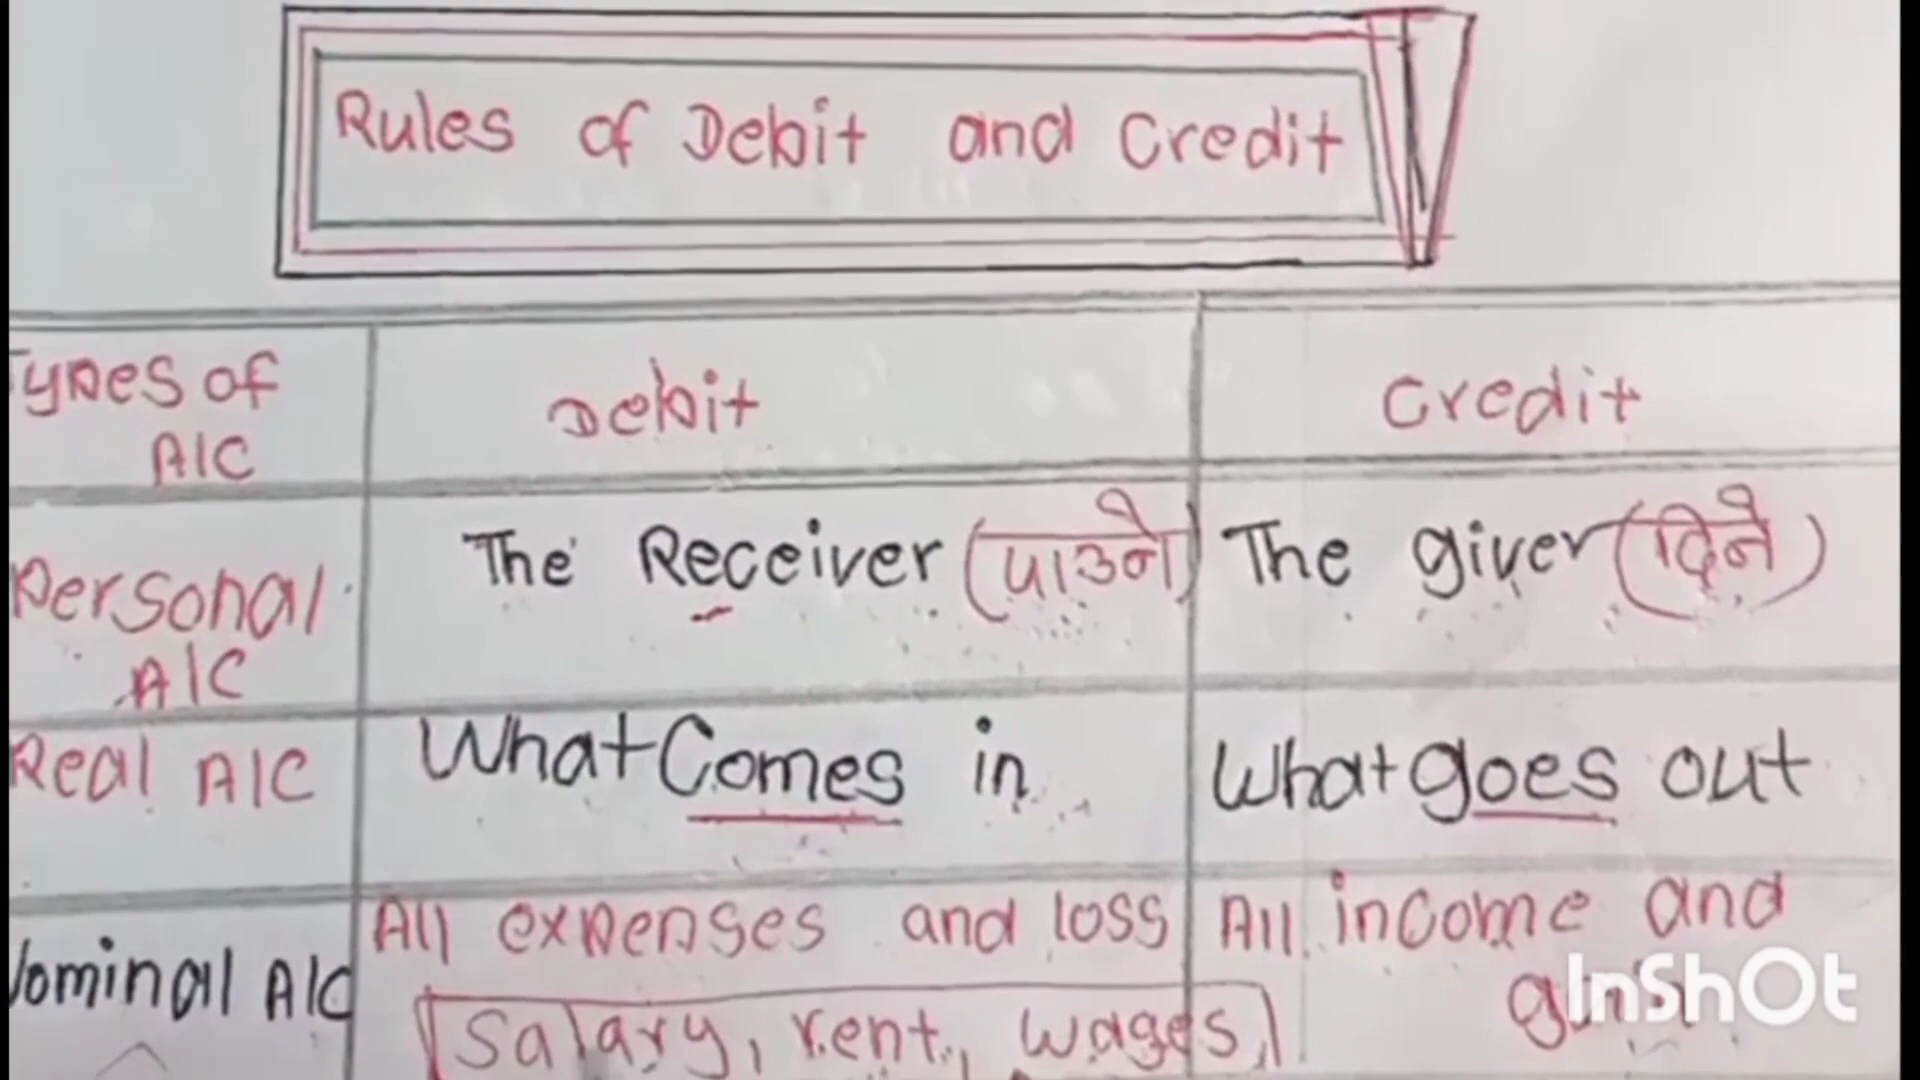 Rules of Debit and Credit
Types of A/C
Debit
Credit
Personal A/C
The Receiver (पाउने)
The giver (दिने)
Real A/C
What Comes in
What goes out
Nominal A/C
All expenses and loss
All income and
Salary, rent, wages,
InShOt